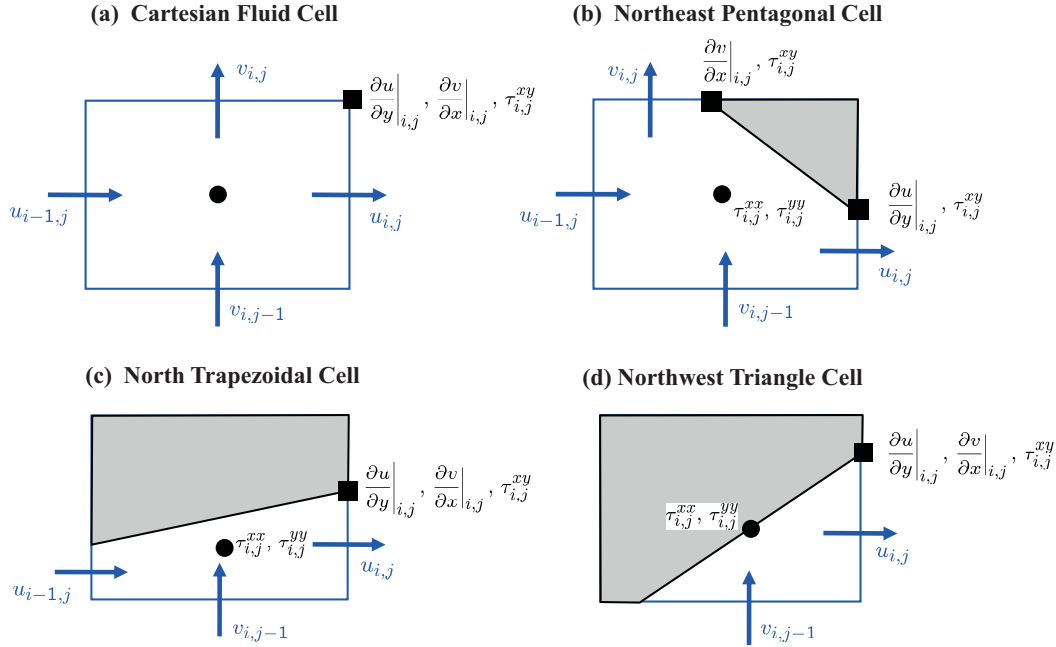 (a) Cartesian Fluid Cell
(b) Northeast Pentagonal Cell
v_{i,j}
∂u/∂y|_{i,j}, ∂v/∂x|_{i,j}, τ^{xy}_{i,j}
u_{i−1,j}
u_{i,j}
v_{i,j−1}
∂v/∂x|_{i,j}, τ^{xy}_{i,j}
v_{i,j}
u_{i−1,j}
τ^{xx}_{i,j}, τ^{yy}_{i,j}
∂u/∂y|_{i,j}, τ^{xy}_{i,j}
u_{i,j}
v_{i,j−1}
(c) North Trapezoidal Cell
(d) Northwest Triangle Cell
∂u/∂y|_{i,j}, ∂v/∂x|_{i,j}, τ^{xy}_{i,j}
τ^{xx}_{i,j}, τ^{yy}_{i,j}
u_{i−1,j}
u_{i,j}
v_{i,j−1}
∂u/∂y|_{i,j}, ∂v/∂x|_{i,j}, τ^{xy}_{i,j}
τ^{xx}_{i,j}, τ^{yy}_{i,j}
u_{i,j}
v_{i,j−1}